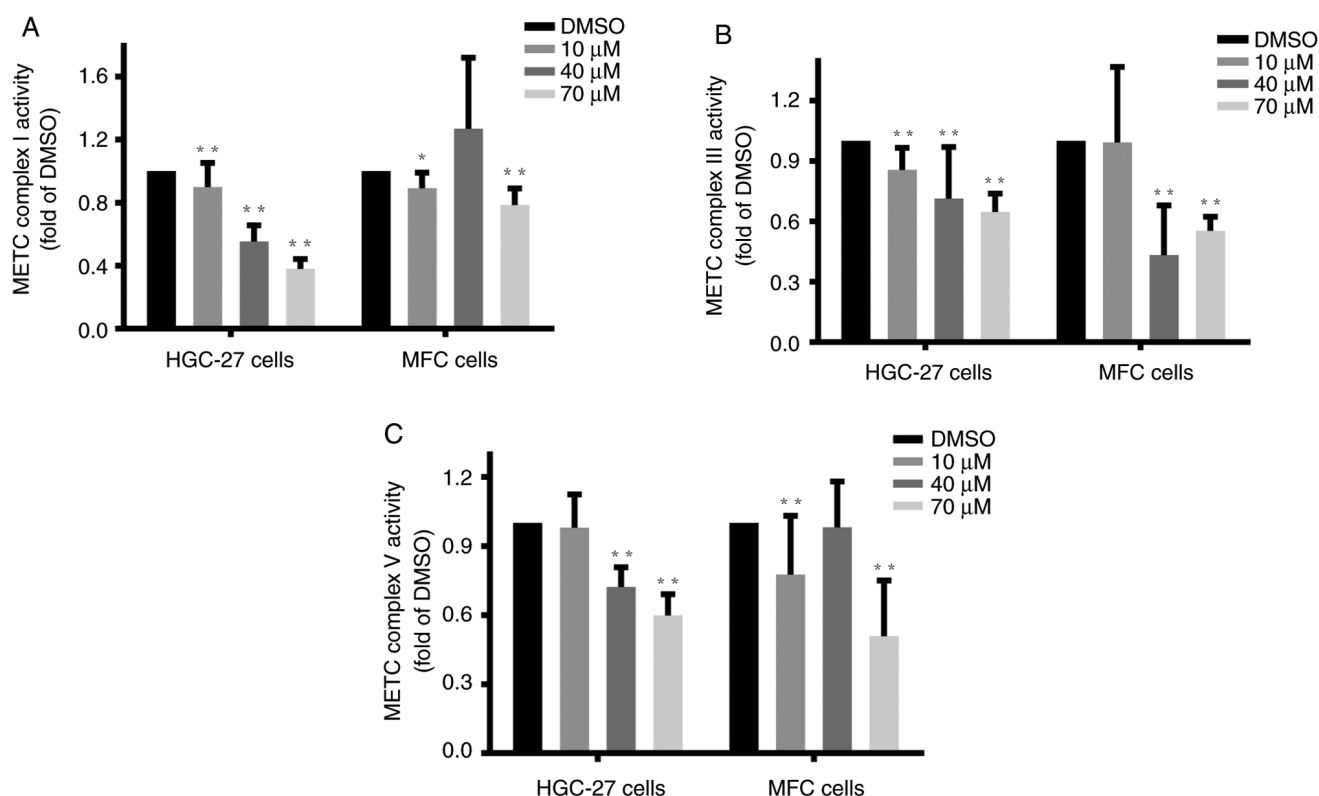 A
DMSO
10 μM
40 μM
70 μM
METC complex I activity
(fold of DMSO)
1.6
1.2
0.8
0.4
0.0
* *
* *
* *
*
* *
HGC-27 cells
MFC cells
B
DMSO
10 μM
40 μM
70 μM
METC complex III activity
(fold of DMSO)
1.2
0.9
0.6
0.3
0.0
* *
* *
* *
* *
* *
HGC-27 cells
MFC cells
C
DMSO
10 μM
40 μM
70 μM
METC complex V activity
(fold of DMSO)
1.2
0.9
0.6
0.3
0.0
* *
* *
* *
* *
HGC-27 cells
MFC cells